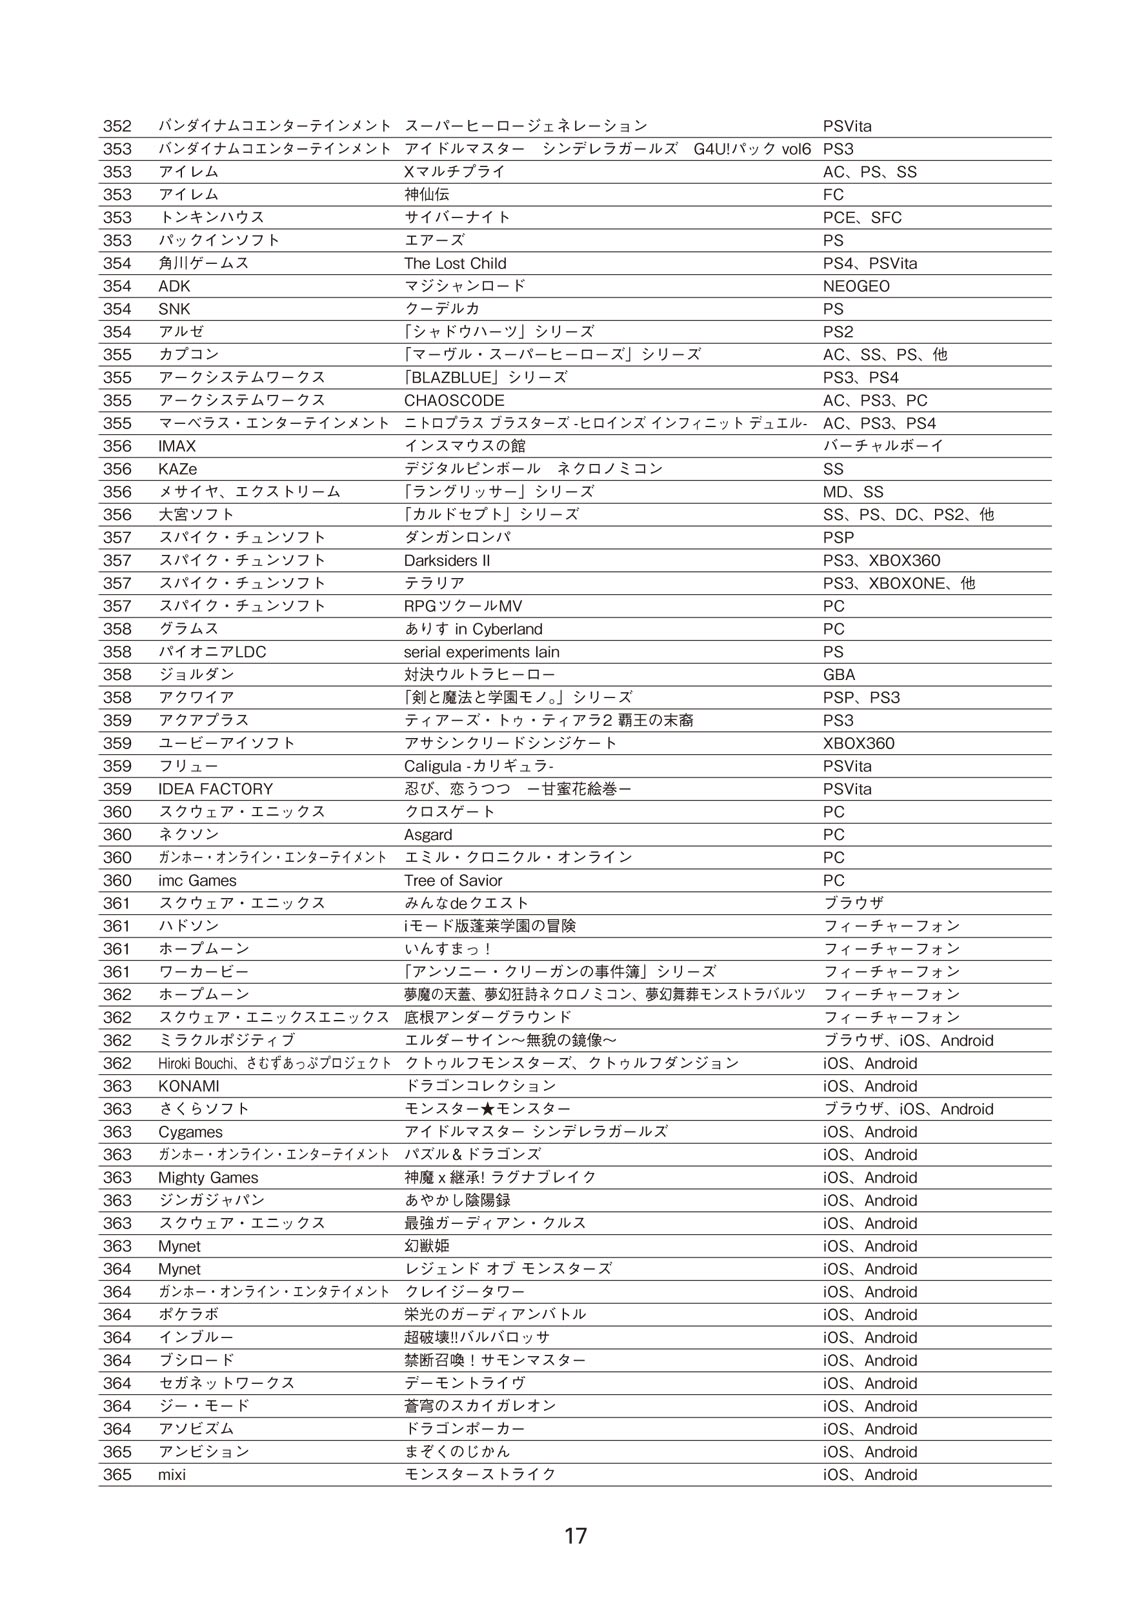 352 バンダイナムコエンターテインメント スーパーヒーロージェネレーション PSVita
353 バンダイナムコエンターテインメント アイドルマスター　シンデレラガールズ　G4U!パック vol6 PS3
353 アイレム Xマルチプライ AC、PS、SS
353 アイレム 神仙伝 FC
353 トンキンハウス サイバーナイト PCE、SFC
353 パックインソフト エアーズ PS
354 角川ゲームス The Lost Child PS4、PSVita
354 ADK マジシャンロード NEOGEO
354 SNK クーデルカ PS
354 アルゼ 「シャドウハーツ」シリーズ PS2
355 カプコン 「マーヴル・スーパーヒーローズ」シリーズ AC、SS、PS、他
355 アークシステムワークス 「BLAZBLUE」シリーズ PS3、PS4
355 アークシステムワークス CHAOSCODE AC、PS3、PC
355 マーベラス・エンターテインメント ニトロプラス ブラスターズ -ヒロインズ インフィニット デュエル- AC、PS3、PS4
356 IMAX インスマウスの館 バーチャルボーイ
356 KAZe デジタルピンボール　ネクロノミコン SS
356 メサイヤ、エクストリーム 「ラングリッサー」シリーズ MD、SS
356 大宮ソフト 「カルドセプト」シリーズ SS、PS、DC、PS2、他
357 スパイク・チュンソフト ダンガンロンパ PSP
357 スパイク・チュンソフト Darksiders II PS3、XBOX360
357 スパイク・チュンソフト テラリア PS3、XBOXONE、他
357 スパイク・チュンソフト RPGツクールMV PC
358 グラムス ありす in Cyberland PC
358 パイオニアLDC serial experiments lain PS
358 ジョルダン 対決ウルトラヒーロー GBA
358 アクワイア 「剣と魔法と学園モノ。」シリーズ PSP、PS3
359 アクアプラス ティアーズ・トゥ・ティアラ2 覇王の末裔 PS3
359 ユービーアイソフト アサシンクリードシンジケート XBOX360
359 フリュー Caligula -カリギュラ- PSVita
359 IDEA FACTORY 忍び、恋うつつ　－甘蜜花絵巻－ PSVita
360 スクウェア・エニックス クロスゲート PC
360 ネクソン Asgard PC
360 ガンホー・オンライン・エンターテイメント エミル・クロニクル・オンライン PC
360 imc Games Tree of Savior PC
361 スクウェア・エニックス みんなdeクエスト ブラウザ
361 ハドソン iモード版蓬莱学園の冒険 フィーチャーフォン
361 ホープムーン いんすまっ！ フィーチャーフォン
361 ワーカービー 「アンソニー・クリーガンの事件簿」シリーズ フィーチャーフォン
362 ホープムーン 夢魔の天蓋、夢幻狂詩ネクロノミコン、夢幻舞葬モンストラバルツ フィーチャーフォン
362 スクウェア・エニックスエニックス 底根アンダーグラウンド フィーチャーフォン
362 ミラクルポジティブ エルダーサイン～無貌の鏡像～ ブラウザ、iOS、Android
362 Hiroki Bouchi、さむずあっぷプロジェクト クトゥルフモンスターズ、クトゥルフダンジョン iOS、Android
363 KONAMI ドラゴンコレクション iOS、Android
363 さくらソフト モンスター★モンスター ブラウザ、iOS、Android
363 Cygames アイドルマスター シンデレラガールズ iOS、Android
363 ガンホー・オンライン・エンターテイメント パズル＆ドラゴンズ iOS、Android
363 Mighty Games 神魔 x 継承! ラグナブレイク iOS、Android
363 ジンガジャパン あやかし陰陽録 iOS、Android
363 スクウェア・エニックス 最強ガーディアン・クルス iOS、Android
363 Mynet 幻獣姫 iOS、Android
364 Mynet レジェンド オブ モンスターズ iOS、Android
364 ガンホー・オンライン・エンタテイメント クレイジータワー iOS、Android
364 ポケラボ 栄光のガーディアンバトル iOS、Android
364 インブルー 超破壊!!バルバロッサ iOS、Android
364 ブシロード 禁断召喚！サモンマスター iOS、Android
364 セガネットワークス デーモントライヴ iOS、Android
364 ジー・モード 蒼穹のスカイガレオン iOS、Android
364 アソビズム ドラゴンポーカー iOS、Android
365 アンビション まぞくのじかん iOS、Android
365 mixi モンスターストライク iOS、Android
17